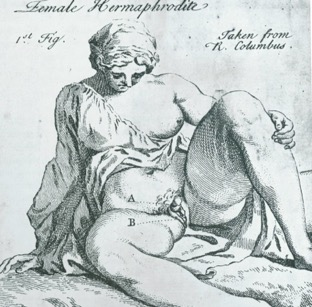 Female Hermaphrodite
1st. Fig.
Taken from
R. Columbus.
A
B